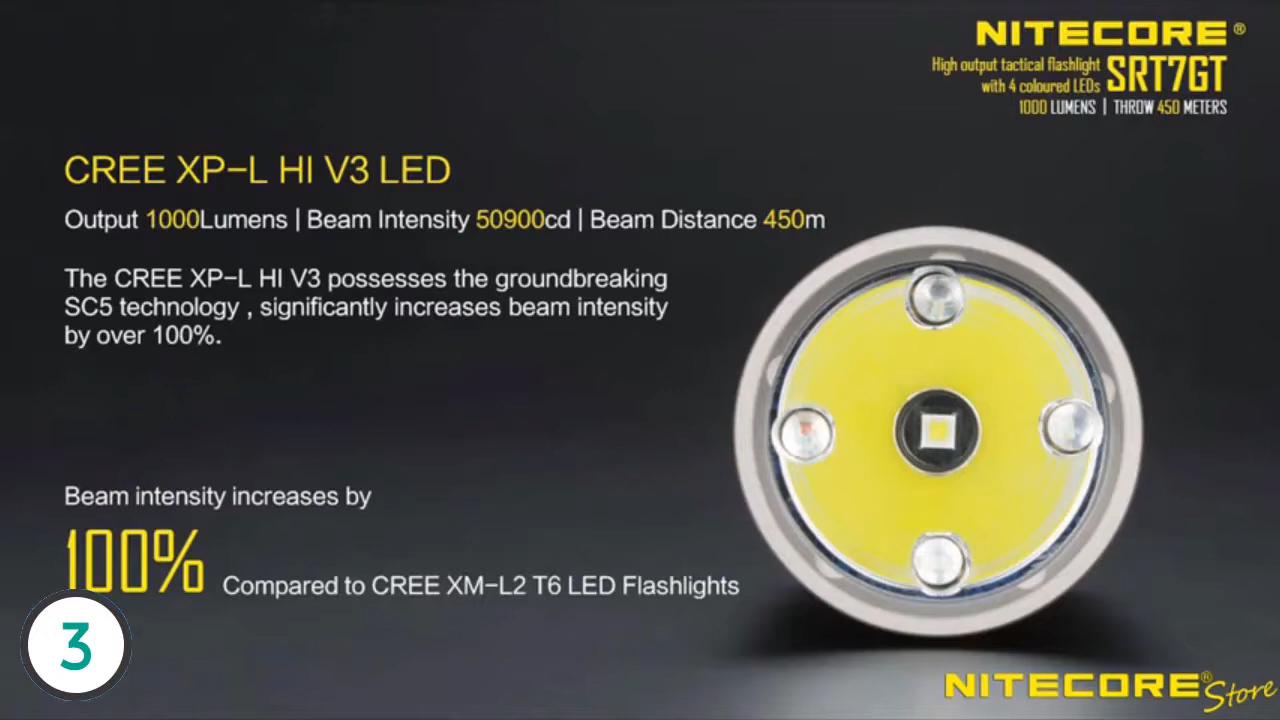 NITECORE®
High output tactical flashlight
with 4 coloured LEDs
SRT7GT
1000 LUMENS | THROW 450 METERS
CREE XP-L HI V3 LED
Output 1000Lumens | Beam Intensity 50900cd | Beam Distance 450m
The CREE XP-L HI V3 possesses the groundbreaking
SC5 technology , significantly increases beam intensity
by over 100%.
Beam intensity increases by
100% Compared to CREE XM-L2 T6 LED Flashlights
3
NITECORE® Store